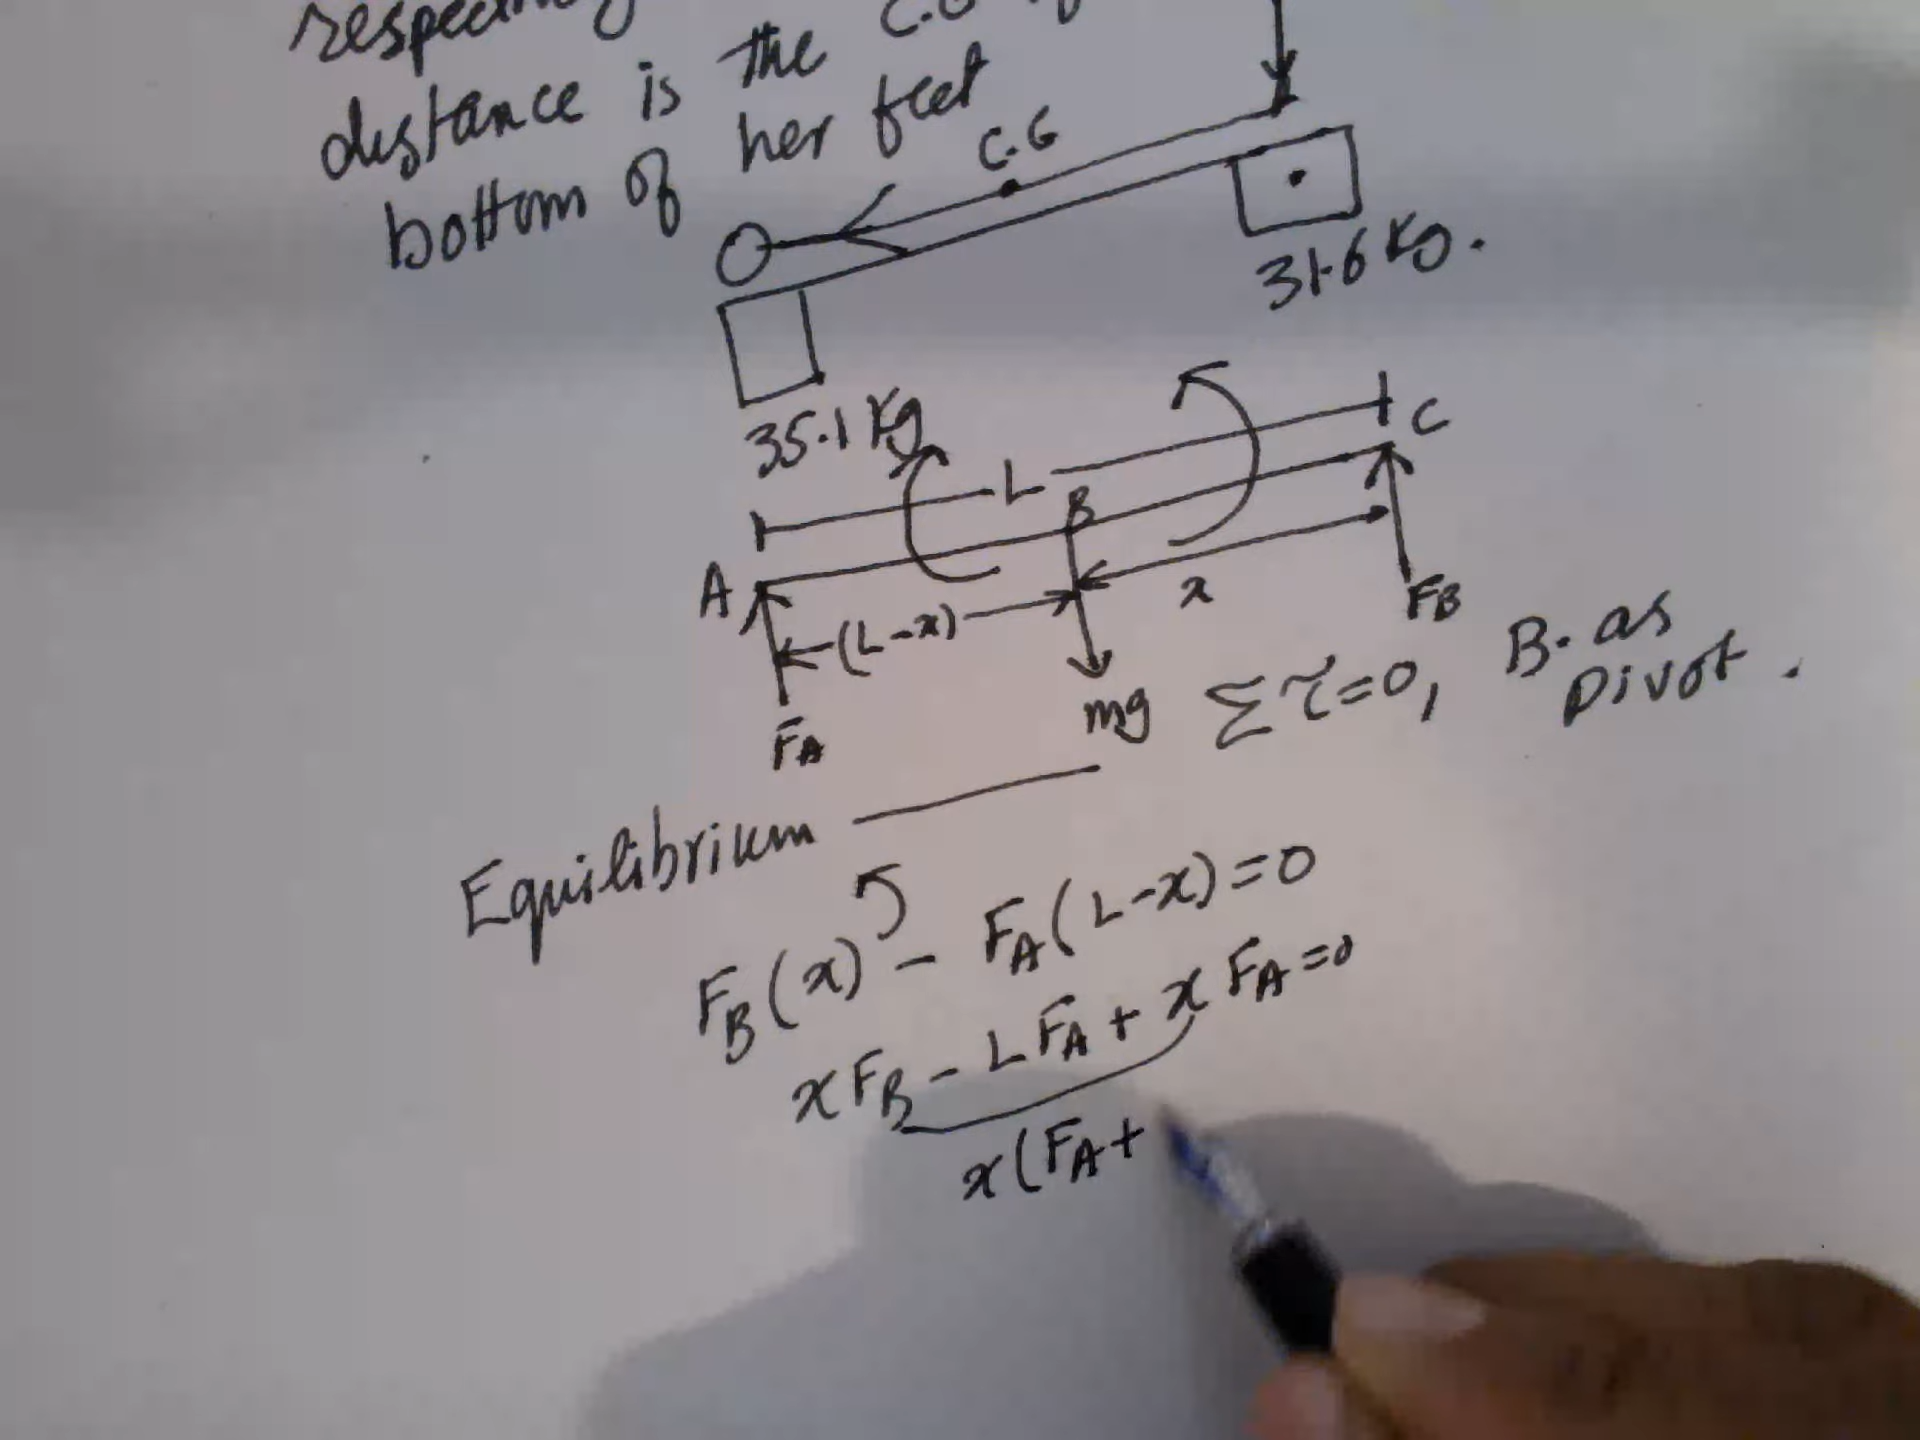 distance is the C.G
bottom of her feet
C.G
31.6 Kg.
35.1 Kg
L
C
B
A
(L-x)
x
FB
FA
mg
Στ=0, B. as Pivot.
Equilibrium
FB(x) - FA(L-x)=0
xFB - LFA + xFA=0
x(FA+